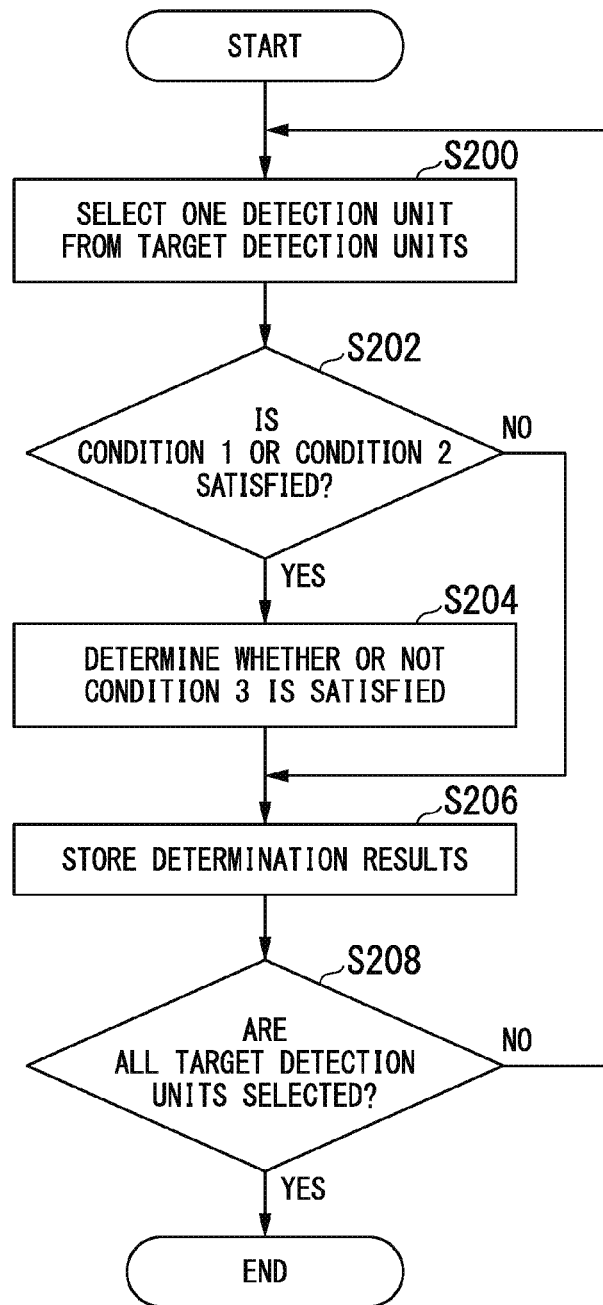 START
S200
SELECT ONE DETECTION UNIT
FROM TARGET DETECTION UNITS
S202
IS
CONDITION 1 OR CONDITION 2
SATISFIED?
NO
YES
S204
DETERMINE WHETHER OR NOT
CONDITION 3 IS SATISFIED
S206
STORE DETERMINATION RESULTS
S208
ARE
ALL TARGET DETECTION
UNITS SELECTED?
NO
YES
END